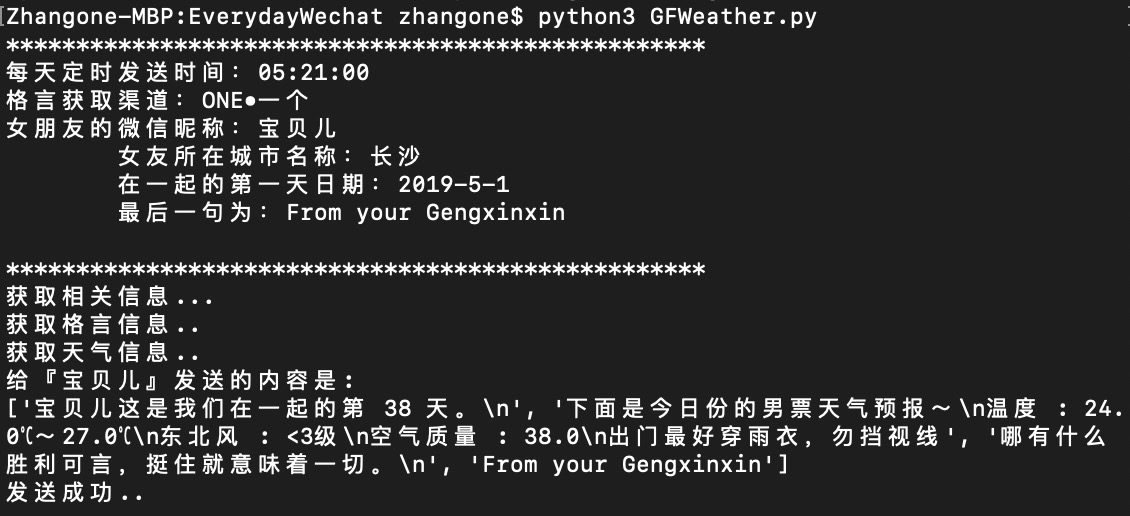 Zhangone-MBP:EverydayWechat zhangone$ python3 GFWeather.py
**************************************************
每天定时发送时间：05:21:00
格言获取渠道：ONE●一个
女朋友的微信昵称：宝贝儿
女友所在城市名称：长沙
在一起的第一天日期：2019-5-1
最后一句为：From your Gengxinxin
**************************************************
获取相关信息...
获取格言信息..
获取天气信息..
给『宝贝儿』发送的内容是:
['宝贝儿这是我们在一起的第 38 天。\n', '下面是今日份的男票天气预报～\n温度 : 24.
0℃～27.0℃\n东北风 : <3级\n空气质量 : 38.0\n出门最好穿雨衣，勿挡视线', '哪有什么
胜利可言，挺住就意味着一切。\n', 'From your Gengxinxin']
发送成功..